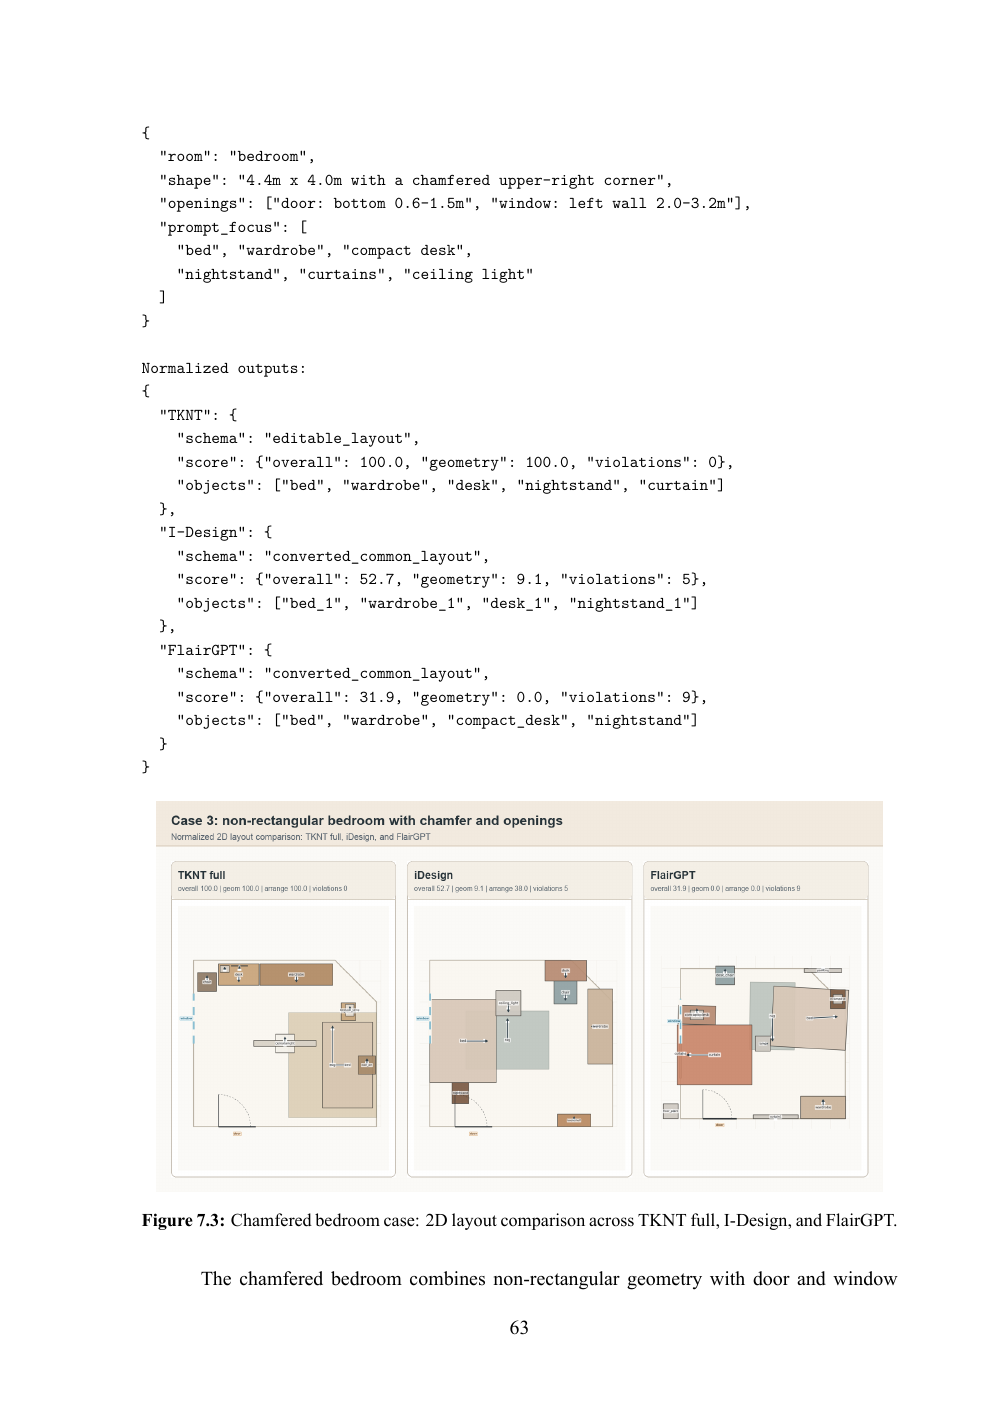 {
"room": "bedroom",
"shape": "4.4m x 4.0m with a chamfered upper-right corner",
"openings": ["door: bottom 0.6-1.5m", "window: left wall 2.0-3.2m"],
"prompt_focus": [
"bed", "wardrobe", "compact desk",
"nightstand", "curtains", "ceiling light"
]
}
Normalized outputs:
{
"TKNT": {
"schema": "editable_layout",
"score": {"overall": 100.0, "geometry": 100.0, "violations": 0},
"objects": ["bed", "wardrobe", "desk", "nightstand", "curtain"]
},
"I-Design": {
"schema": "converted_common_layout",
"score": {"overall": 52.7, "geometry": 9.1, "violations": 5},
"objects": ["bed_1", "wardrobe_1", "desk_1", "nightstand_1"]
},
"FlairGPT": {
"schema": "converted_common_layout",
"score": {"overall": 31.9, "geometry": 0.0, "violations": 9},
"objects": ["bed", "wardrobe", "compact_desk", "nightstand"]
}
}
Case 3: non-rectangular bedroom with chamfer and openings
Normalized 2D layout comparison: TKNT full, iDesign, and FlairGPT
TKNT full
overall 100.0 | geom 100.0 | arrange 100.0 | violations 0
iDesign
overall 52.7 | geom 9.1 | arrange 38.0 | violations 5
FlairGPT
overall 31.9 | geom 0.0 | arrange 0.0 | violations 9
Figure 7.3: Chamfered bedroom case: 2D layout comparison across TKNT full, I-Design, and FlairGPT.
The chamfered bedroom combines non-rectangular geometry with door and window
63